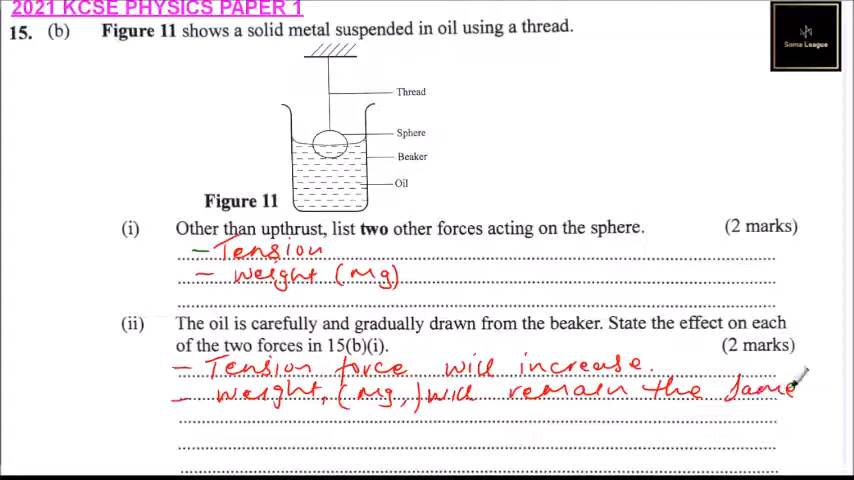 2021 KCSE PHYSICS PAPER 1
15. (b) Figure 11 shows a solid metal suspended in oil using a thread.
Soma League
Thread
Sphere
Beaker
Oil
Figure 11
(i) Other than upthrust, list two other forces acting on the sphere. (2 marks)
- Tension
- Weight (Mg)
(ii) The oil is carefully and gradually drawn from the beaker. State the effect on each
of the two forces in 15(b)(i). (2 marks)
- Tension force will increase.
- Weight, (Mg,) will remain the same